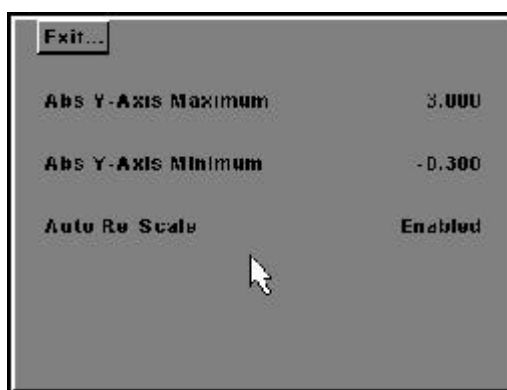 Exit...
Abs Y-Axis Maximum 3.000
Abs Y-Axis Minimum -0.300
Auto Re Scale Enabled